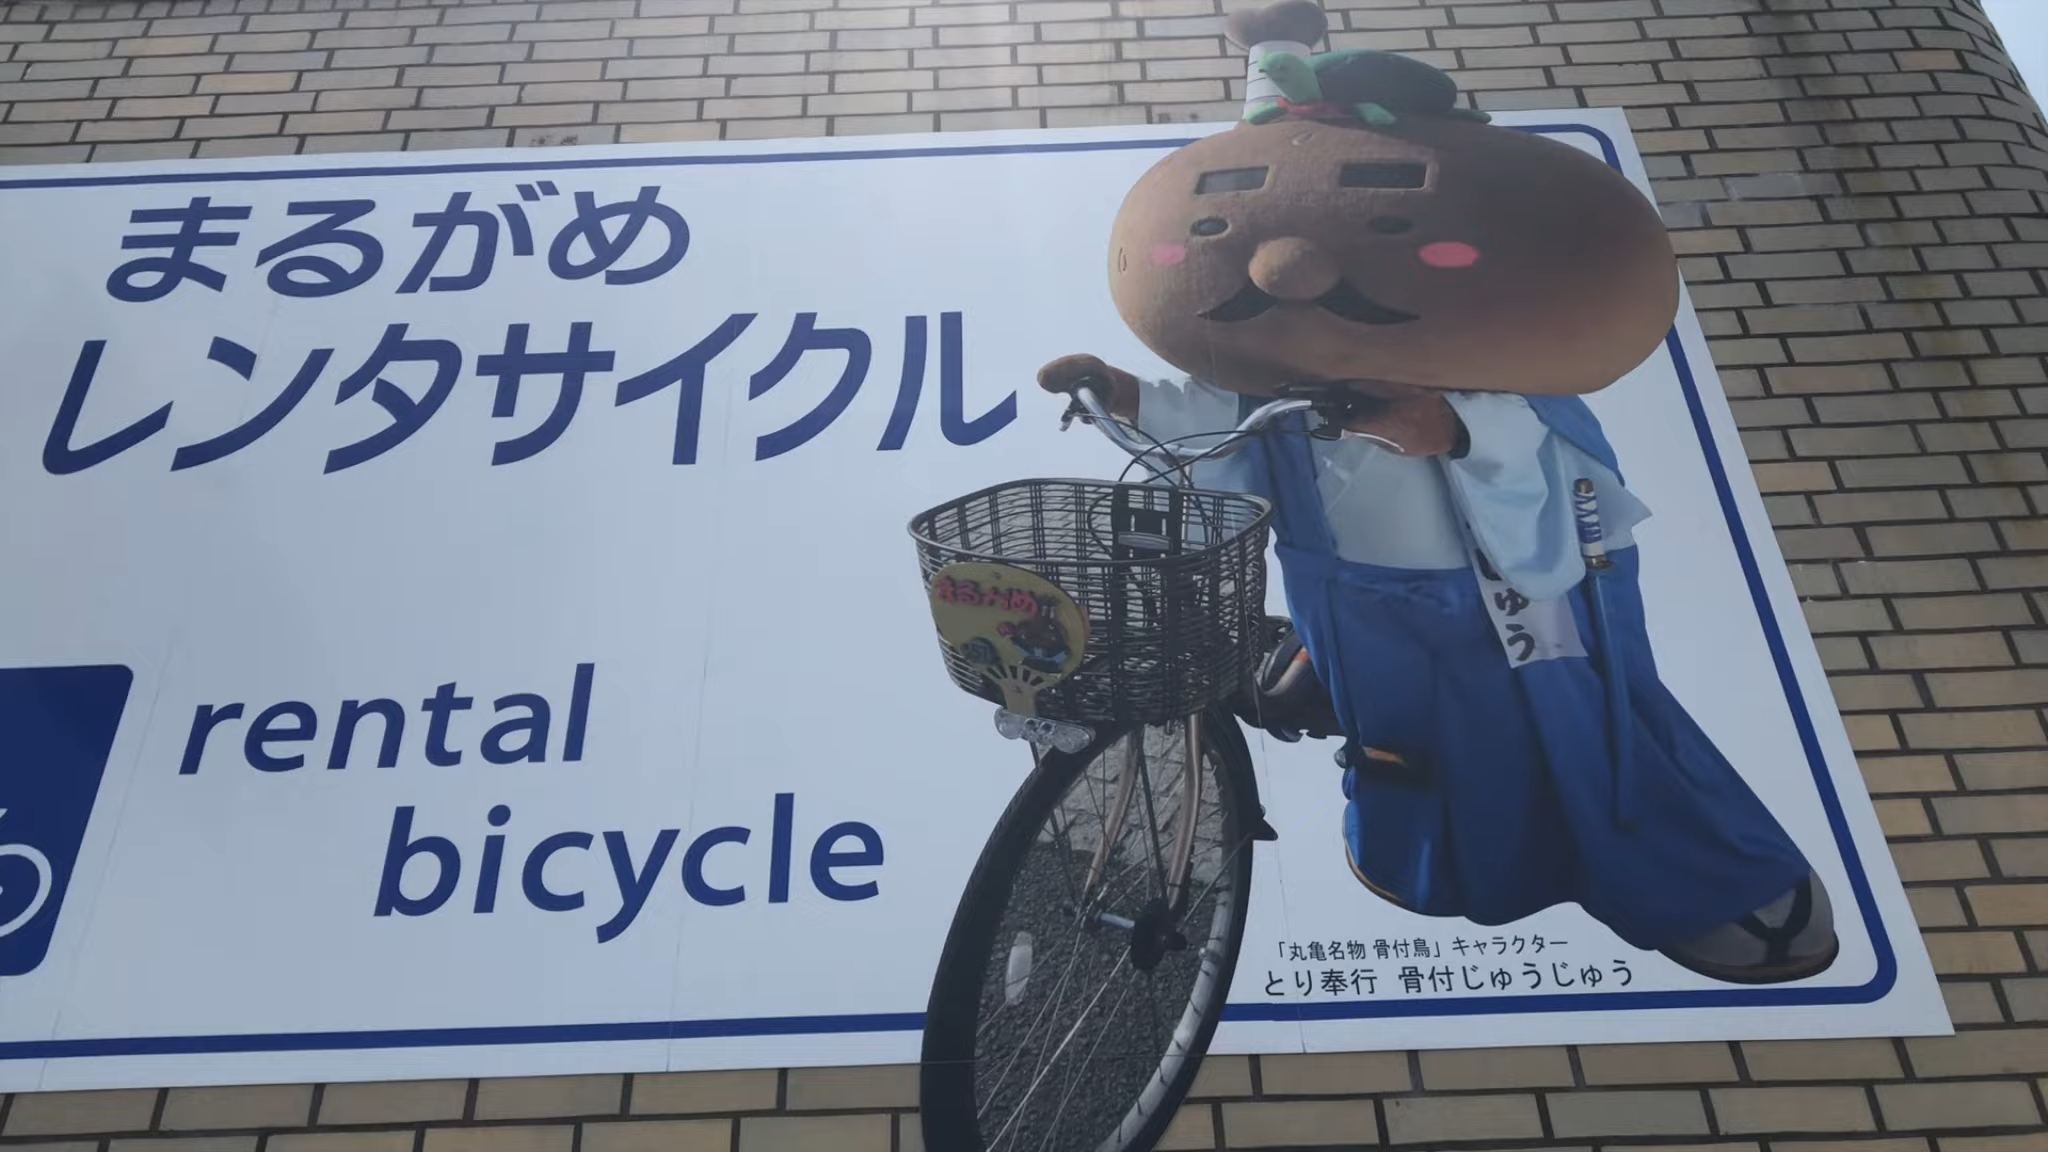 まるがめ
レンタサイクル
rental
bicycle
まるがめ
じゅう
「丸亀名物 骨付鳥」キャラクター
とり奉行 骨付じゅうじゅう